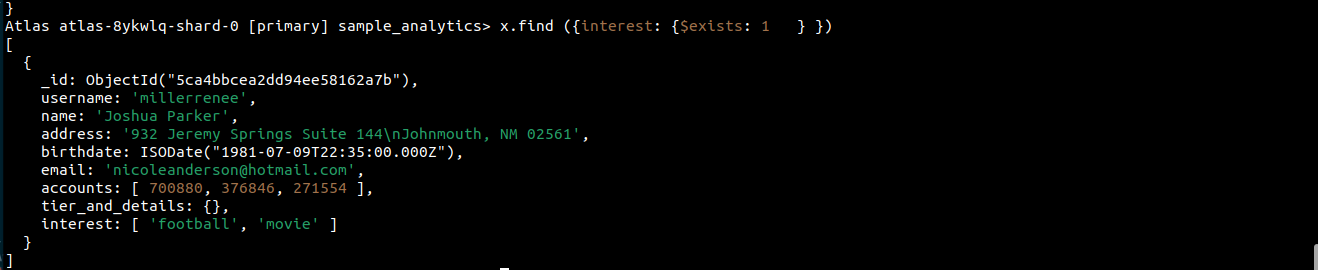 }
Atlas atlas-8ykwlq-shard-0 [primary] sample_analytics> x.find ({interest: {$exists: 1   } })
[
  {
    _id: ObjectId("5ca4bbcea2dd94ee58162a7b"),
    username: 'millerrenee',
    name: 'Joshua Parker',
    address: '932 Jeremy Springs Suite 144\nJohnmouth, NM 02561',
    birthdate: ISODate("1981-07-09T22:35:00.000Z"),
    email: 'nicoleanderson@hotmail.com',
    accounts: [ 700880, 376846, 271554 ],
    tier_and_details: {},
    interest: [ 'football', 'movie' ]
  }
]